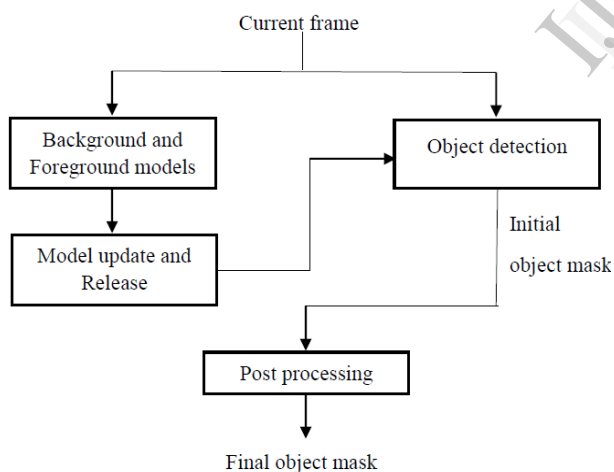 Current frame
Background and
Foreground models
Object detection
Model update and
Release
Initial
object mask
Post processing
Final object mask